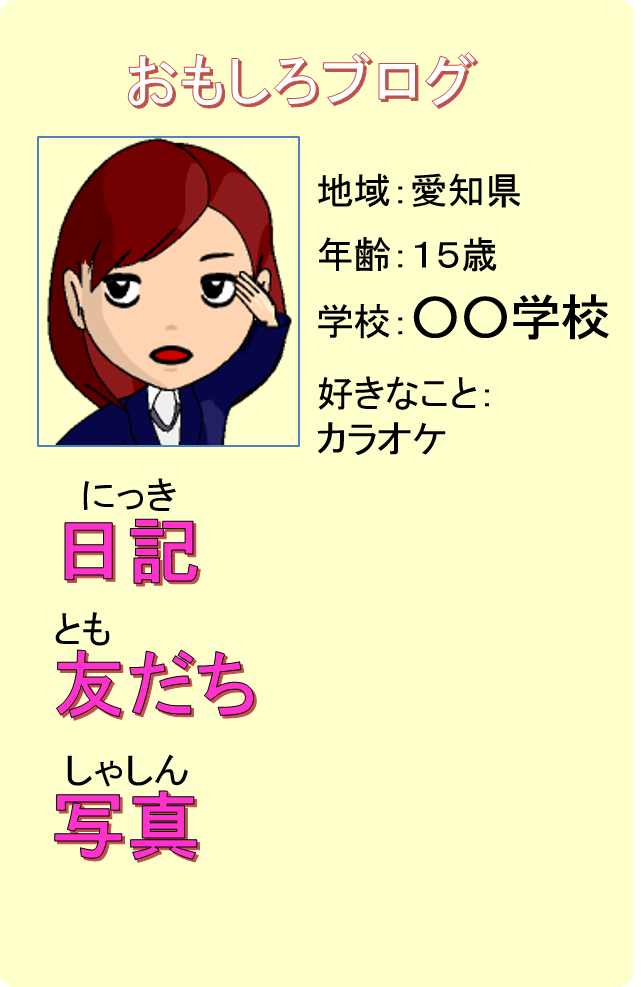 おもしろブログ
地域：愛知県
年齢：１５歳
学校：〇〇学校
好きなこと：
カラオケ
にっき
日記
とも
友だち
しゃしん
写真